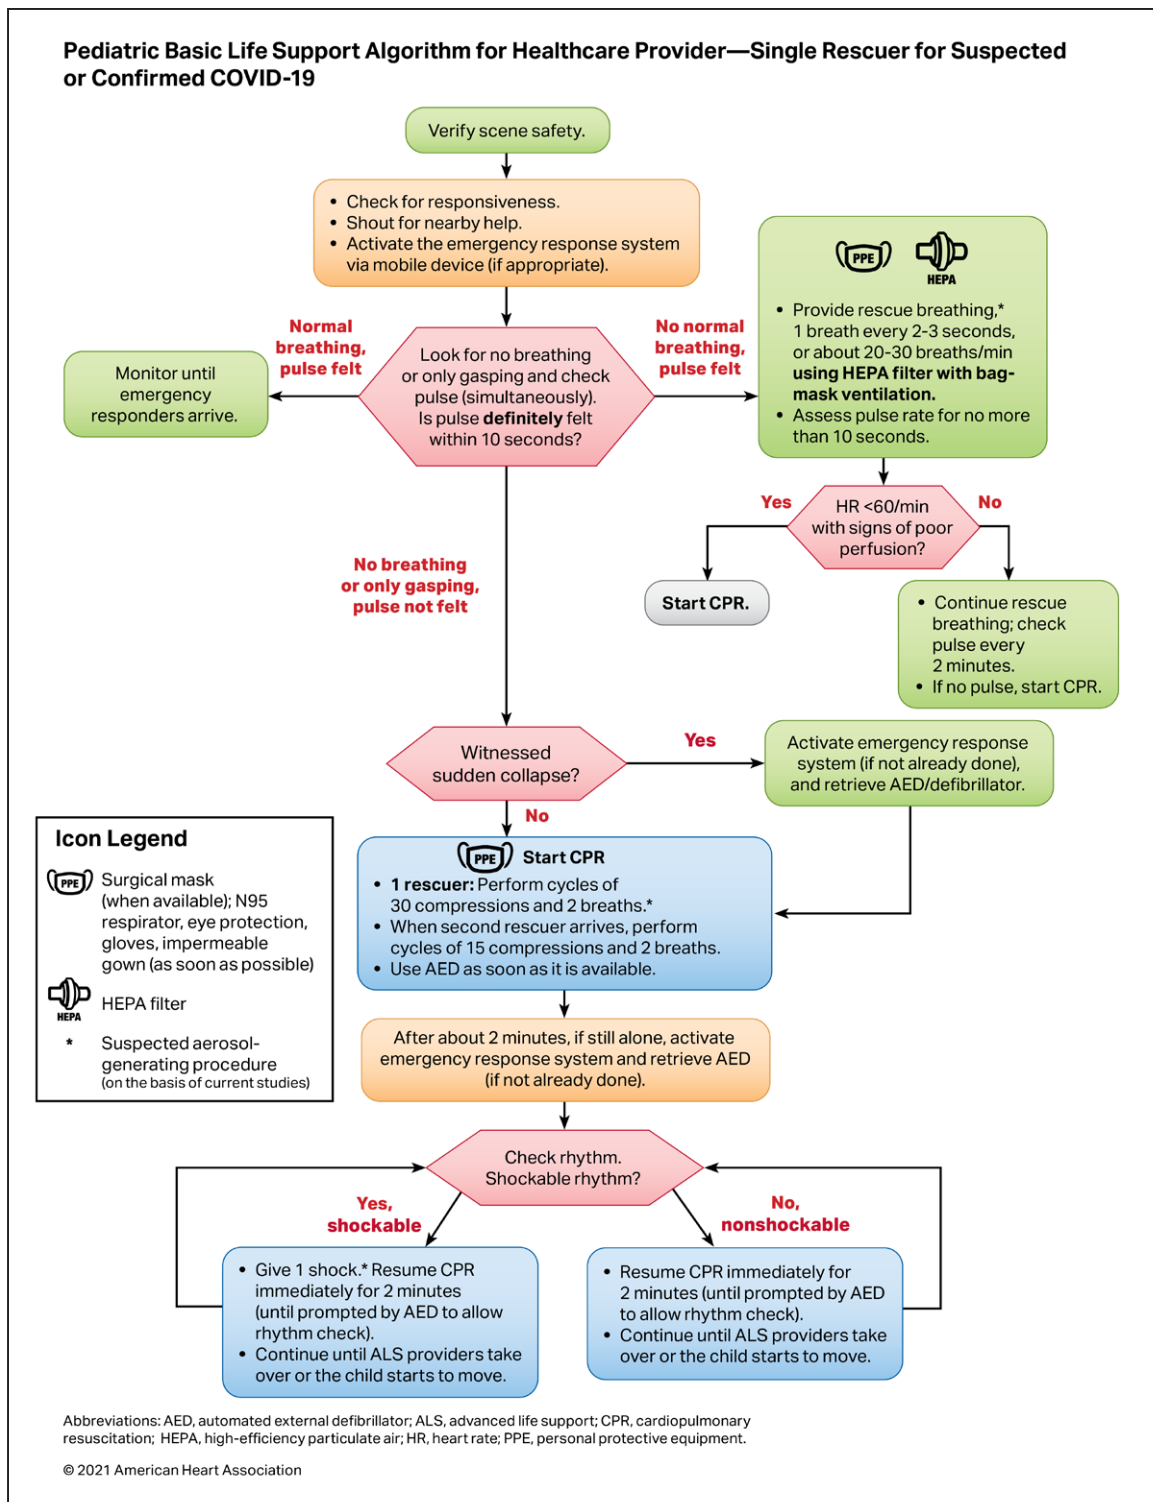 Pediatric Basic Life Support Algorithm for Healthcare Provider—Single Rescuer for Suspected
or Confirmed COVID-19
Verify scene safety.
• Check for responsiveness.
• Shout for nearby help.
• Activate the emergency response system
via mobile device (if appropriate).
Normal
breathing,
pulse felt
Look for no breathing
or only gasping and check
pulse (simultaneously).
Is pulse definitely felt
within 10 seconds?
No normal
breathing,
pulse felt
Monitor until
emergency
responders arrive.
PPE
HEPA
• Provide rescue breathing,*
1 breath every 2-3 seconds,
or about 20-30 breaths/min
using HEPA filter with bag-
mask ventilation.
• Assess pulse rate for no more
than 10 seconds.
Yes
HR <60/min
with signs of poor
perfusion?
No
Start CPR.
• Continue rescue
breathing; check
pulse every
2 minutes.
• If no pulse, start CPR.
No breathing
or only gasping,
pulse not felt
Witnessed
sudden collapse?
Yes
Activate emergency response
system (if not already done),
and retrieve AED/defibrillator.
No
PPE Start CPR
• 1 rescuer: Perform cycles of
30 compressions and 2 breaths.*
• When second rescuer arrives, perform
cycles of 15 compressions and 2 breaths.
• Use AED as soon as it is available.
Icon Legend
PPE Surgical mask
(when available); N95
respirator, eye protection,
gloves, impermeable
gown (as soon as possible)
HEPA HEPA filter
* Suspected aerosol-
generating procedure
(on the basis of current studies)
After about 2 minutes, if still alone, activate
emergency response system and retrieve AED
(if not already done).
Check rhythm.
Shockable rhythm?
Yes,
shockable
No,
nonshockable
• Give 1 shock.* Resume CPR
immediately for 2 minutes
(until prompted by AED to allow
rhythm check).
• Continue until ALS providers take
over or the child starts to move.
• Resume CPR immediately for
2 minutes (until prompted by AED
to allow rhythm check).
• Continue until ALS providers take
over or the child starts to move.
Abbreviations: AED, automated external defibrillator; ALS, advanced life support; CPR, cardiopulmonary
resuscitation; HEPA, high-efficiency particulate air; HR, heart rate; PPE, personal protective equipment.
© 2021 American Heart Association